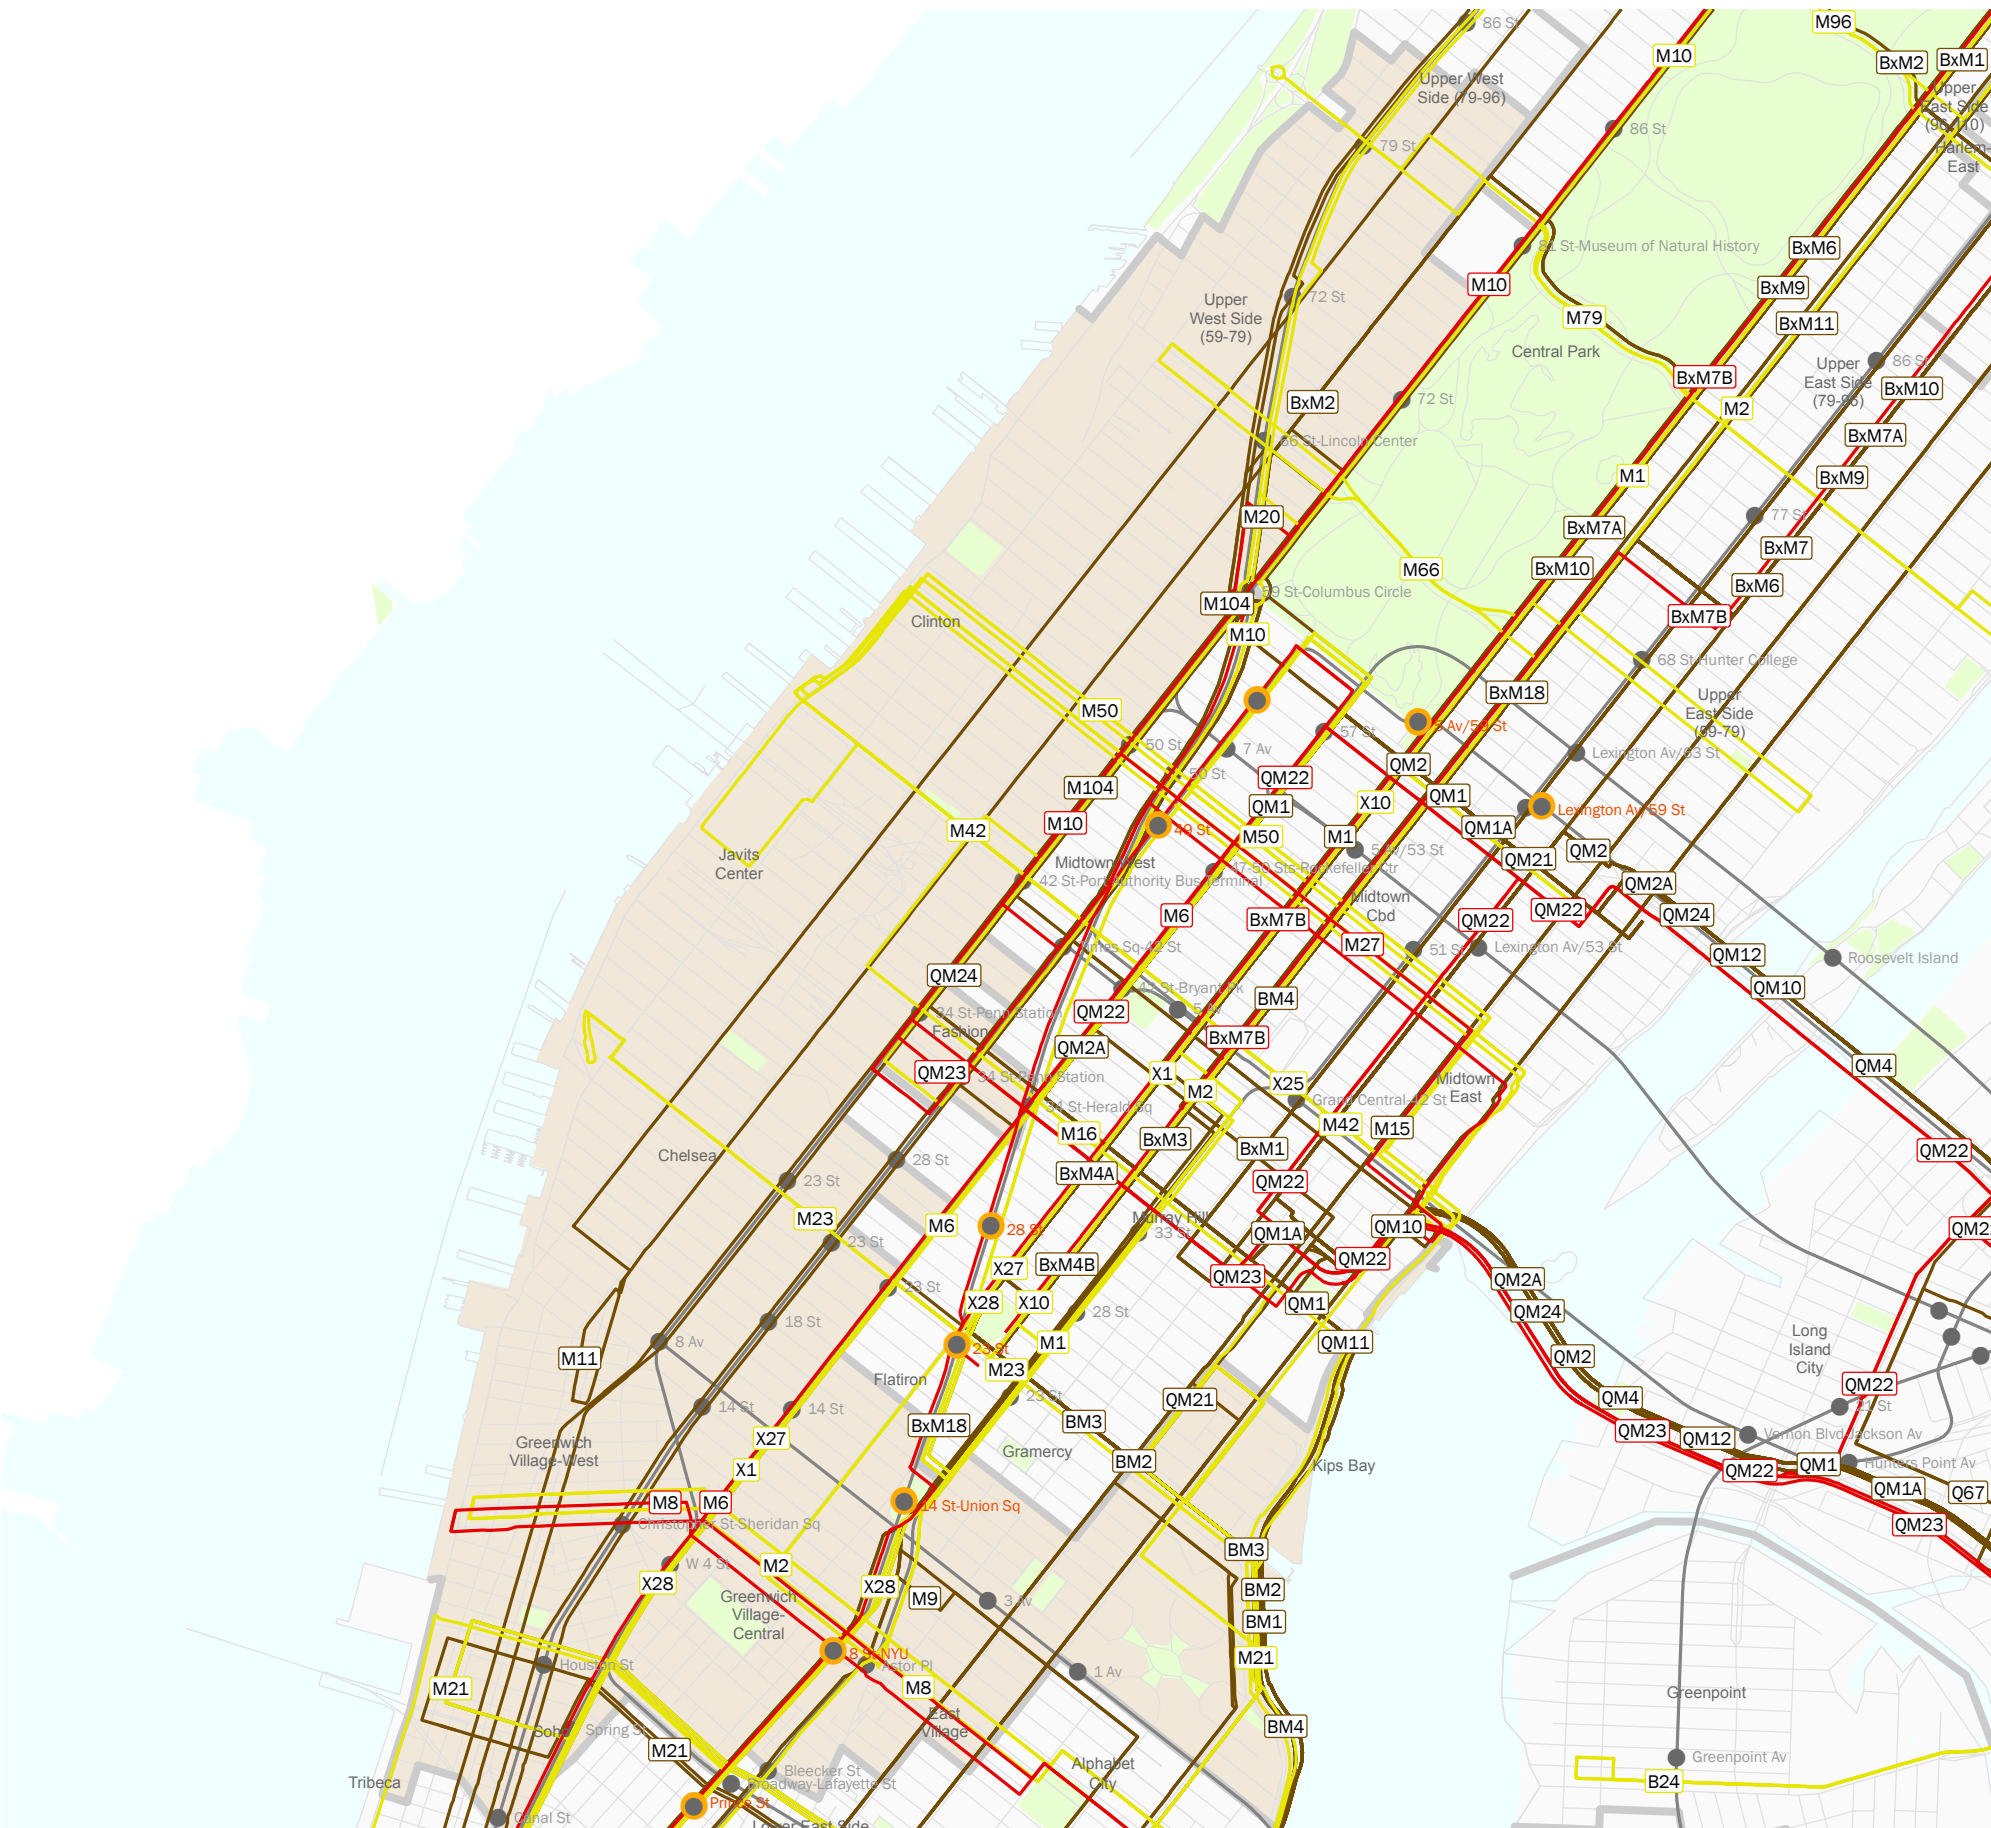 M96
86 St
M10
BxM1
BxM2
Upper West
Side (79-96)
Upper
East Side
(96-110)
Harlem-
East
86 St
79 St
81 St-Museum of Natural History
BxM6
M10
BxM9
72 St
Upper
West Side
(59-79)
M79
BxM11
Central Park
86 St
Upper
East Side
(79-96)
BxM7B
BxM10
72 St
BxM2
M2
66 St-Lincoln Center
BxM7A
M1
BxM9
M20
77 St
BxM7A
BxM7
M66
BxM10
BxM6
59 St-Columbus Circle
M104
BxM7B
Clinton
M10
68 St-Hunter College
BxM18
Upper
East Side
(59-79)
M50
5 Av/59 St
57 St
50 St
7 Av
Lexington Av/63 St
QM2
50 St
QM22
M104
QM1
X10
QM1
Lexington Av/59 St
M10
49 St
QM1A
M42
M50
M1
5 Av/53 St
QM2
Javits
Center
Midtown West
QM21
47-50 Sts-Rockefeller Ctr
42 St-Port Authority Bus Terminal
QM2A
Midtown
Cbd
M6
BxM7B
QM22
QM22
QM24
Times Sq-42 St
M27
51 St
Lexington Av/53 St
QM12
Roosevelt Island
QM24
42 St-Bryant Pk
QM10
BM4
5 Av
QM22
34 St-Penn Station
Fashion
BxM7B
QM2A
QM4
QM23
34 St-Penn Station
X1
X25
Midtown
East
M2
34 St-Herald Sq
Grand Central-42 St
M42
M15
M16
BxM3
BxM1
QM22
Chelsea
28 St
BxM4A
23 St
QM22
M23
M6
Murray Hill
33 St
QM10
28 St
QM1A
23 St
QM22
X27
BxM4B
QM23
QM2A
23 St
X28
X10
QM1
28 St
QM24
18 St
8 Av
23 St
M1
QM11
Long
Island
City
M11
M23
QM2
Flatiron
QM22
23 St
QM21
QM4
14 St
14 St
21 St
BxM18
BM3
X27
QM23
QM12
Vernon Blvd-Jackson Av
Greenwich
Village-West
Gramercy
BM2
Kips Bay
X1
QM22
QM1
Hunters Point Av
QM1A
Q67
M8
M6
14 St-Union Sq
Christopher St-Sheridan Sq
QM23
BM3
W 4 St
M2
X28
X28
BM2
Greenwich
Village-
Central
M9
3 Av
BM1
8 St-NYU
M21
Houston St
Astor Pl
1 Av
M21
M8
Greenpoint
East
Village
BM4
Soho
Spring St
M21
Greenpoint Av
Bleecker St
Alphabet
City
Tribeca
Broadway-Lafayette St
B24
Prince St
Canal St
Lower East Side